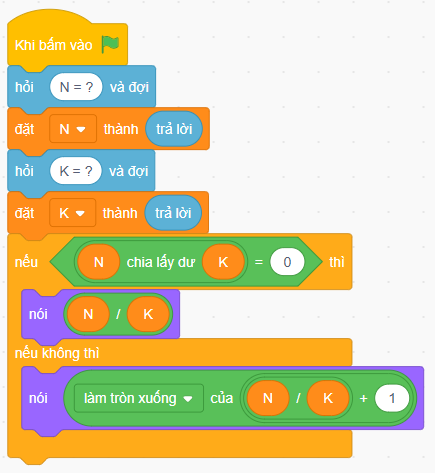 Khi bấm vào
hỏi N = ? và đợi
đặt N thành trả lời
hỏi K = ? và đợi
đặt K thành trả lời
nếu N chia lấy dư K = 0 thì
nói N / K
nếu không thì
nói làm tròn xuống của N / K + 1